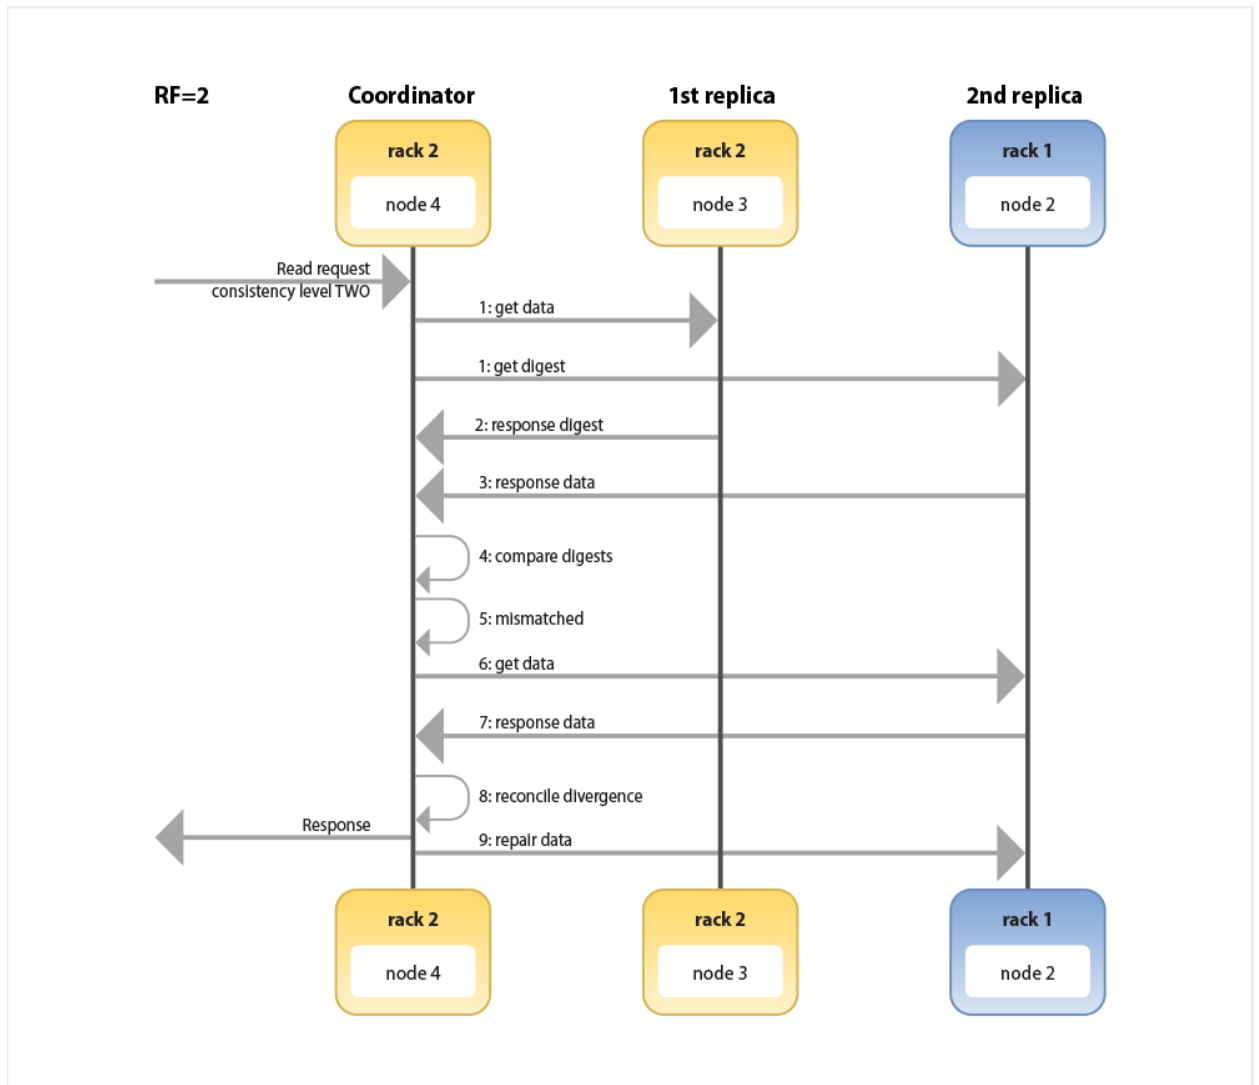 RF=2
Coordinator
1st replica
2nd replica
rack 2
rack 2
rack 1
node 4
node 3
node 2
Read request
consistency level TWO
1: get data
1: get digest
2: response digest
3: response data
4: compare digests
5: mismatched
6: get data
7: response data
8: reconcile divergence
Response
9: repair data
rack 2
rack 2
rack 1
node 4
node 3
node 2